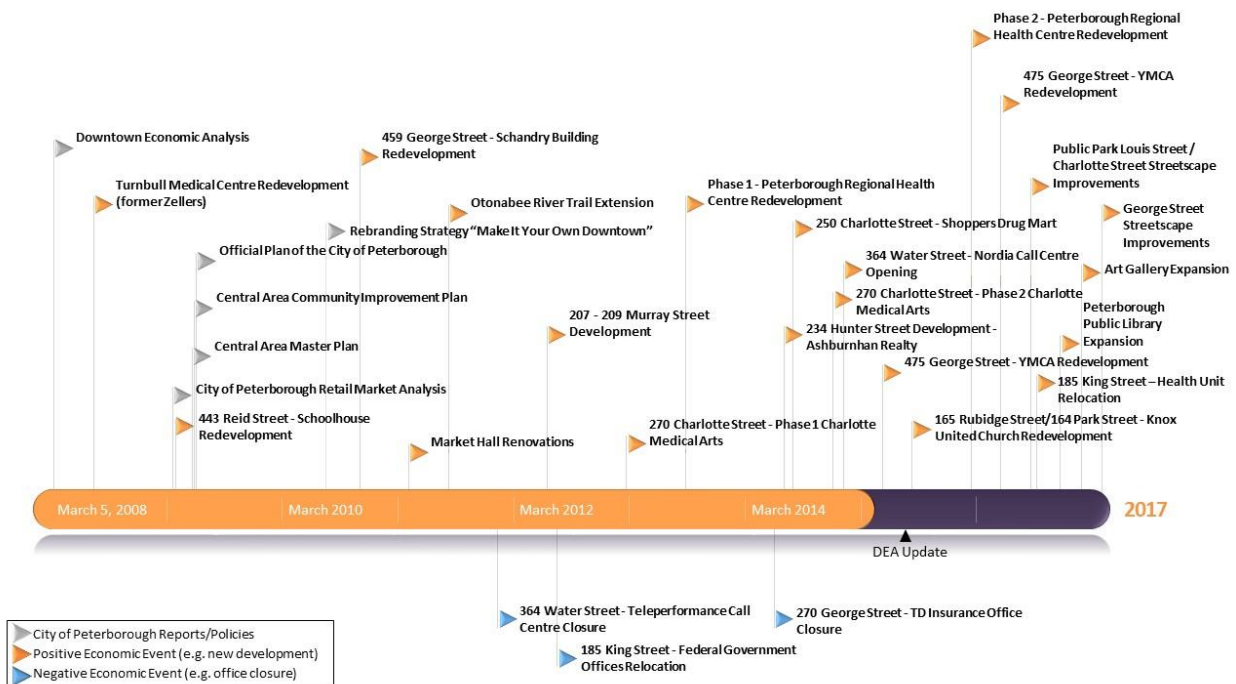 Phase 2 - Peterborough Regional
Health Centre Redevelopment
475 George Street - YMCA
Redevelopment
Downtown Economic Analysis
459 George Street - Schandry Building
Redevelopment
Public Park Louis Street /
Charlotte Street Streetscape
Improvements
Turnbull Medical Centre Redevelopment
(former Zellers)
Otonabee River Trail Extension
Phase 1 - Peterborough Regional Health
Centre Redevelopment
George Street
Streetscape
Improvements
Rebranding Strategy "Make It Your Own Downtown"
250 Charlotte Street - Shoppers Drug Mart
Official Plan of the City of Peterborough
364 Water Street - Nordia Call Centre
Opening
Art Gallery Expansion
Central Area Community Improvement Plan
270 Charlotte Street - Phase 2 Charlotte
Medical Arts
207 - 209 Murray Street
Development
234 Hunter Street Development -
Ashburnhan Realty
Peterborough
Public Library
Expansion
Central Area Master Plan
475 George Street - YMCA Redevelopment
City of Peterborough Retail Market Analysis
185 King Street – Health Unit
Relocation
443 Reid Street - Schoolhouse
Redevelopment
Market Hall Renovations
270 Charlotte Street - Phase 1 Charlotte
Medical Arts
165 Rubidge Street/164 Park Street - Knox
United Church Redevelopment
March 5, 2008
March 2010
March 2012
March 2014
2017
DEA Update
364 Water Street - Teleperformance Call
Centre Closure
270 George Street - TD Insurance Office
Closure
185 King Street - Federal Government
Offices Relocation
City of Peterborough Reports/Policies
Positive Economic Event (e.g. new development)
Negative Economic Event (e.g. office closure)